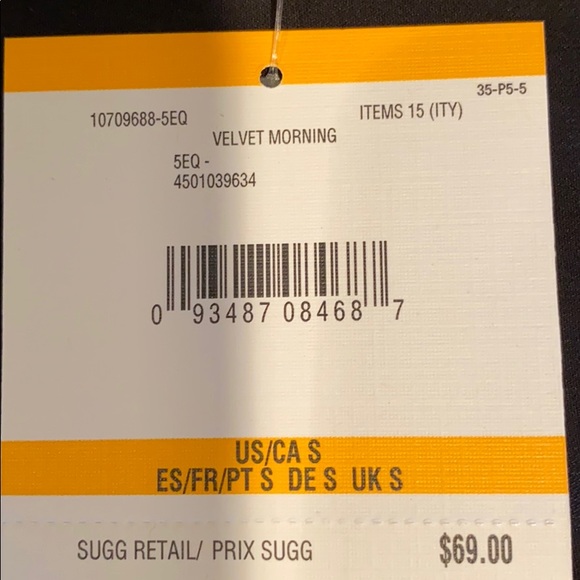 35-P5-5
10709688-5EQ ITEMS 15 (ITY)
VELVET MORNING
5EQ -
4501039634
0 93487 08468 7
US/CA S
ES/FR/PT S DE S UK S
SUGG RETAIL/ PRIX SUGG $69.00